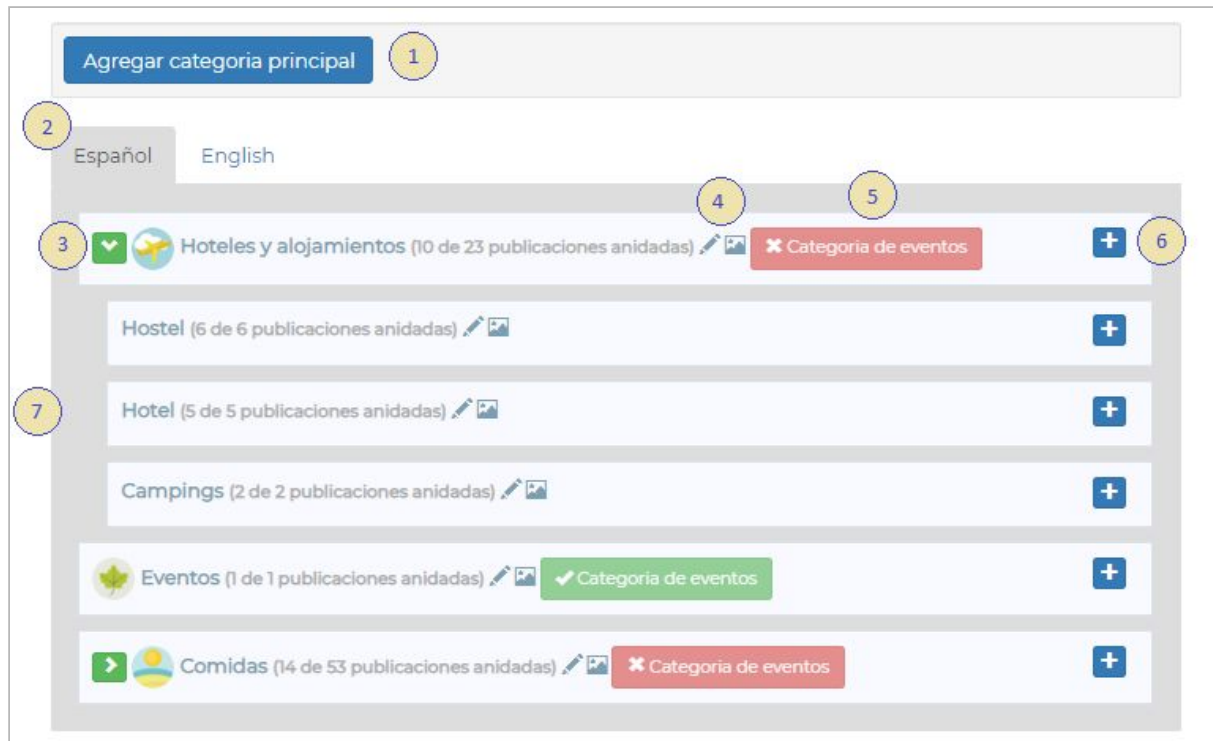 Agregar categoria principal 1
2
Español English
4 5
3 Hoteles y alojamientos (10 de 23 publicaciones anidadas) Categoria de eventos 6
Hostel (6 de 6 publicaciones anidadas)
7 Hotel (5 de 5 publicaciones anidadas)
Campings (2 de 2 publicaciones anidadas)
Eventos (1 de 1 publicaciones anidadas) Categoria de eventos
Comidas (14 de 53 publicaciones anidadas) Categoria de eventos